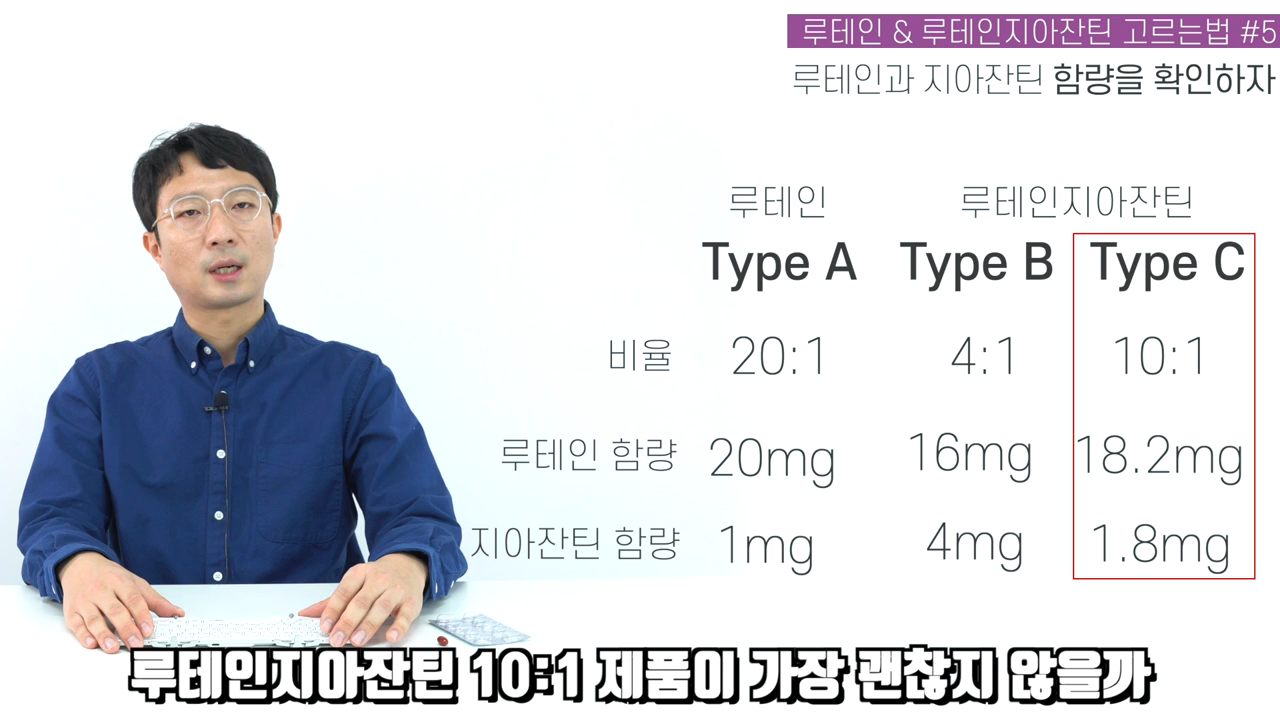 루테인 & 루테인지아잔틴 고르는법 #5
루테인과 지아잔틴 함량을 확인하자
루테인 루테인지아잔틴
Type A Type B Type C
비율 20:1 4:1 10:1
루테인 함량 20mg 16mg 18.2mg
지아잔틴 함량 1mg 4mg 1.8mg
루테인지아잔틴 10:1 제품이 가장 괜찮지 않을까